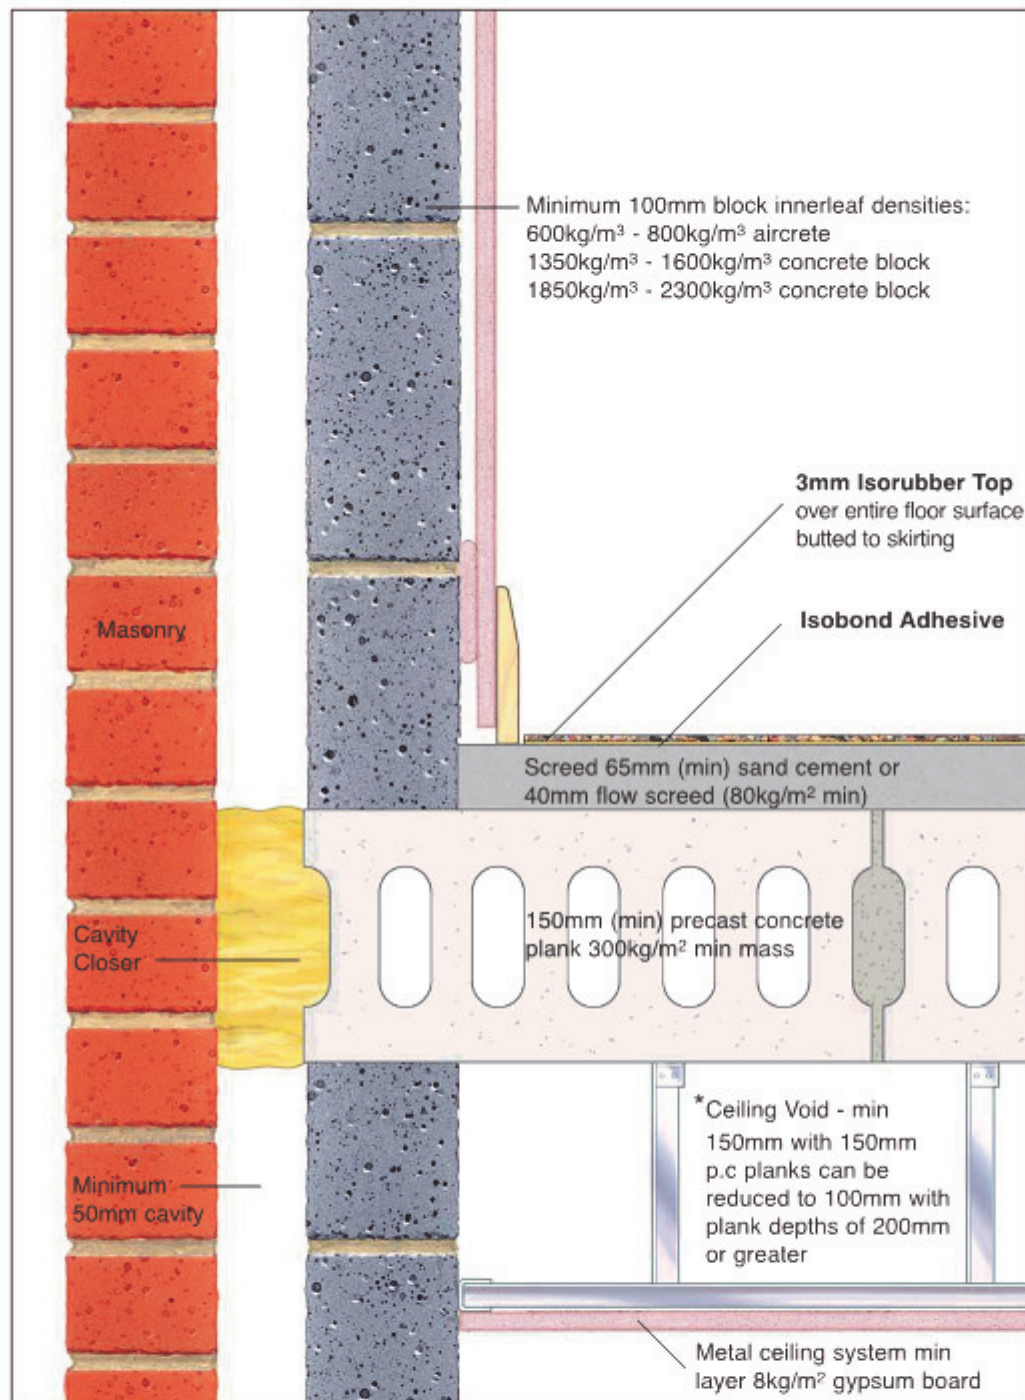 Minimum 100mm block innerleaf densities:
600kg/m³ - 800kg/m³ aircrete
1350kg/m³ - 1600kg/m³ concrete block
1850kg/m³ - 2300kg/m³ concrete block
3mm Isorubber Top
over entire floor surface
butted to skirting
Isobond Adhesive
Masonry
Screed 65mm (min) sand cement or
40mm flow screed (80kg/m² min)
150mm (min) precast concrete
plank 300kg/m² min mass
Cavity
Closer
*Ceiling Void - min
150mm with 150mm
p.c planks can be
reduced to 100mm with
plank depths of 200mm
or greater
Minimum
50mm cavity
Metal ceiling system min
layer 8kg/m² gypsum board